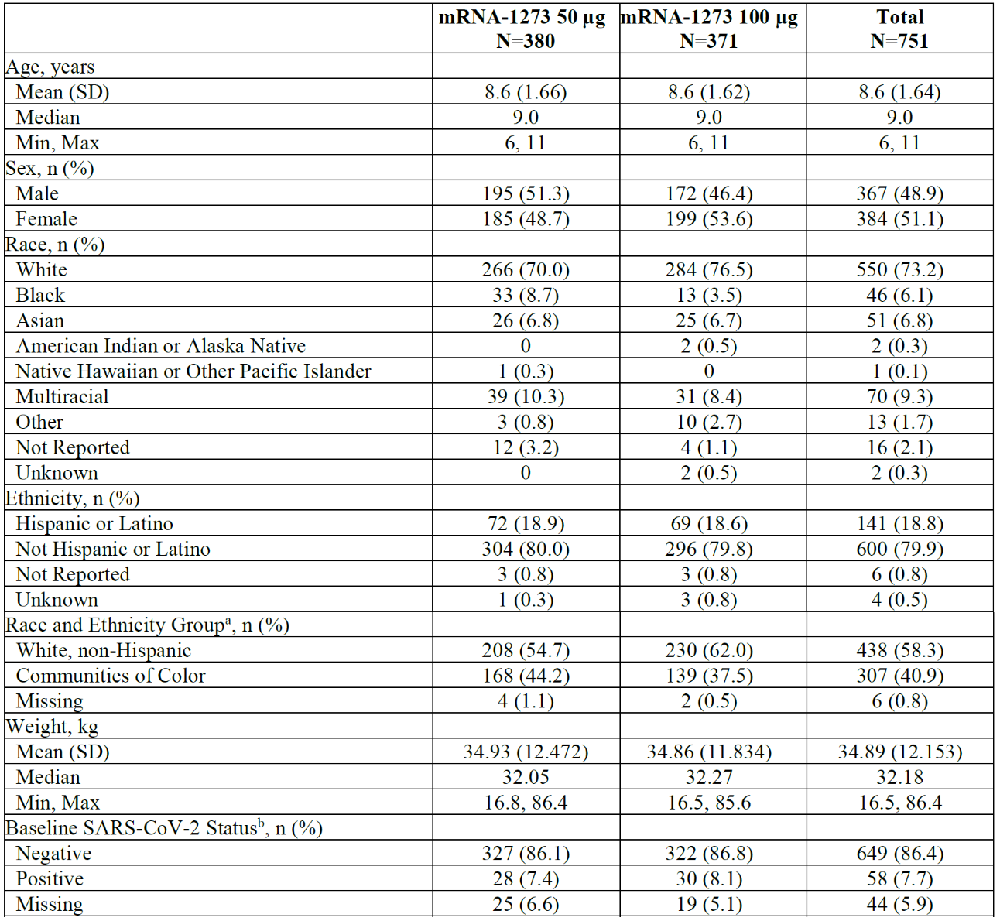 mRNA-1273 50 µg mRNA-1273 100 µg Total
N=380 N=371 N=751
Age, years
Mean (SD) 8.6 (1.66) 8.6 (1.62) 8.6 (1.64)
Median 9.0 9.0 9.0
Min, Max 6, 11 6, 11 6, 11
Sex, n (%)
Male 195 (51.3) 172 (46.4) 367 (48.9)
Female 185 (48.7) 199 (53.6) 384 (51.1)
Race, n (%)
White 266 (70.0) 284 (76.5) 550 (73.2)
Black 33 (8.7) 13 (3.5) 46 (6.1)
Asian 26 (6.8) 25 (6.7) 51 (6.8)
American Indian or Alaska Native 0 2 (0.5) 2 (0.3)
Native Hawaiian or Other Pacific Islander 1 (0.3) 0 1 (0.1)
Multiracial 39 (10.3) 31 (8.4) 70 (9.3)
Other 3 (0.8) 10 (2.7) 13 (1.7)
Not Reported 12 (3.2) 4 (1.1) 16 (2.1)
Unknown 0 2 (0.5) 2 (0.3)
Ethnicity, n (%)
Hispanic or Latino 72 (18.9) 69 (18.6) 141 (18.8)
Not Hispanic or Latino 304 (80.0) 296 (79.8) 600 (79.9)
Not Reported 3 (0.8) 3 (0.8) 6 (0.8)
Unknown 1 (0.3) 3 (0.8) 4 (0.5)
Race and Ethnicity Groupᵃ, n (%)
White, non-Hispanic 208 (54.7) 230 (62.0) 438 (58.3)
Communities of Color 168 (44.2) 139 (37.5) 307 (40.9)
Missing 4 (1.1) 2 (0.5) 6 (0.8)
Weight, kg
Mean (SD) 34.93 (12.472) 34.86 (11.834) 34.89 (12.153)
Median 32.05 32.27 32.18
Min, Max 16.8, 86.4 16.5, 85.6 16.5, 86.4
Baseline SARS-CoV-2 Statusᵇ, n (%)
Negative 327 (86.1) 322 (86.8) 649 (86.4)
Positive 28 (7.4) 30 (8.1) 58 (7.7)
Missing 25 (6.6) 19 (5.1) 44 (5.9)